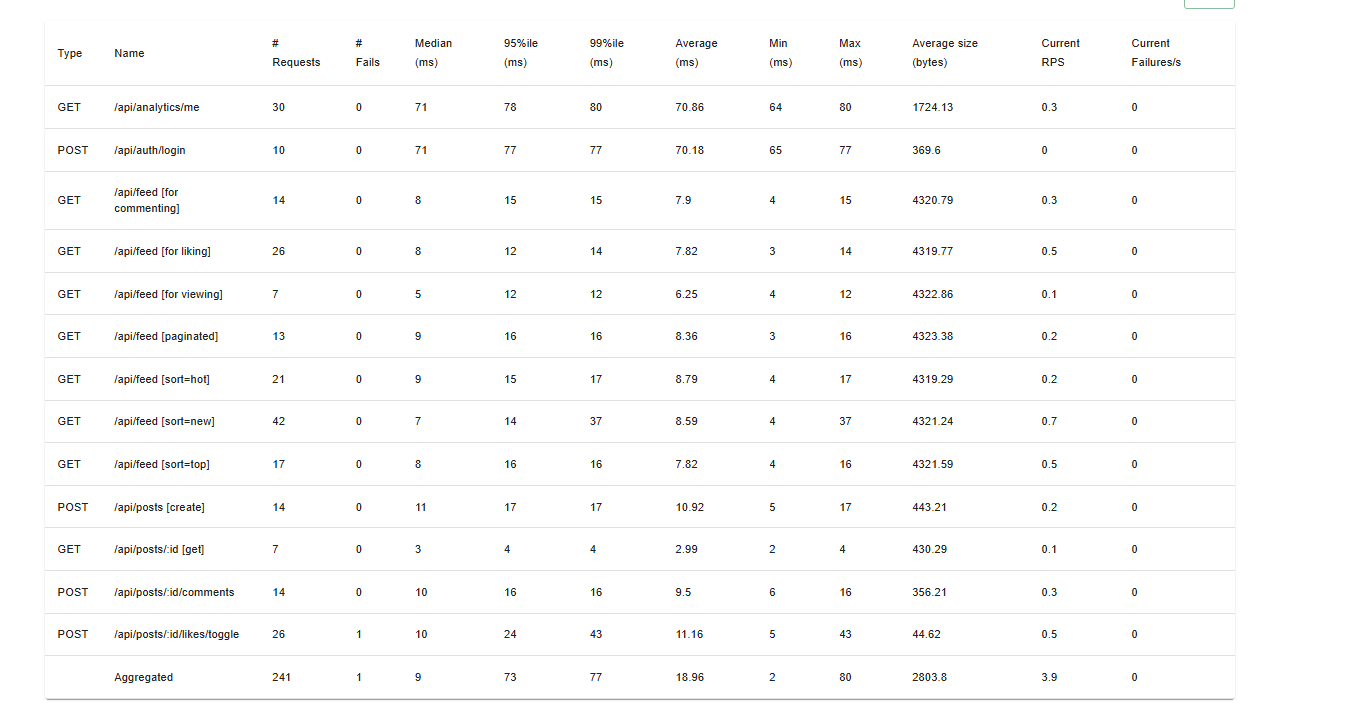 Type Name # Requests # Fails Median (ms) 95%ile (ms) 99%ile (ms) Average (ms) Min (ms) Max (ms) Average size (bytes) Current RPS Current Failures/s
GET /api/analytics/me 30 0 71 78 80 70.86 64 80 1724.13 0.3 0
POST /api/auth/login 10 0 71 77 77 70.18 65 77 369.6 0 0
GET /api/feed [for commenting] 14 0 8 15 15 7.9 4 15 4320.79 0.3 0
GET /api/feed [for liking] 26 0 8 12 14 7.82 3 14 4319.77 0.5 0
GET /api/feed [for viewing] 7 0 5 12 12 6.25 4 12 4322.86 0.1 0
GET /api/feed [paginated] 13 0 9 16 16 8.36 3 16 4323.38 0.2 0
GET /api/feed [sort=hot] 21 0 9 15 17 8.79 4 17 4319.29 0.2 0
GET /api/feed [sort=new] 42 0 7 14 37 8.59 4 37 4321.24 0.7 0
GET /api/feed [sort=top] 17 0 8 16 16 7.82 4 16 4321.59 0.5 0
POST /api/posts [create] 14 0 11 17 17 10.92 5 17 443.21 0.2 0
GET /api/posts/:id [get] 7 0 3 4 4 2.99 2 4 430.29 0.1 0
POST /api/posts/:id/comments 14 0 10 16 16 9.5 6 16 356.21 0.3 0
POST /api/posts/:id/likes/toggle 26 1 10 24 43 11.16 5 43 44.62 0.5 0
Aggregated 241 1 9 73 77 18.96 2 80 2803.8 3.9 0